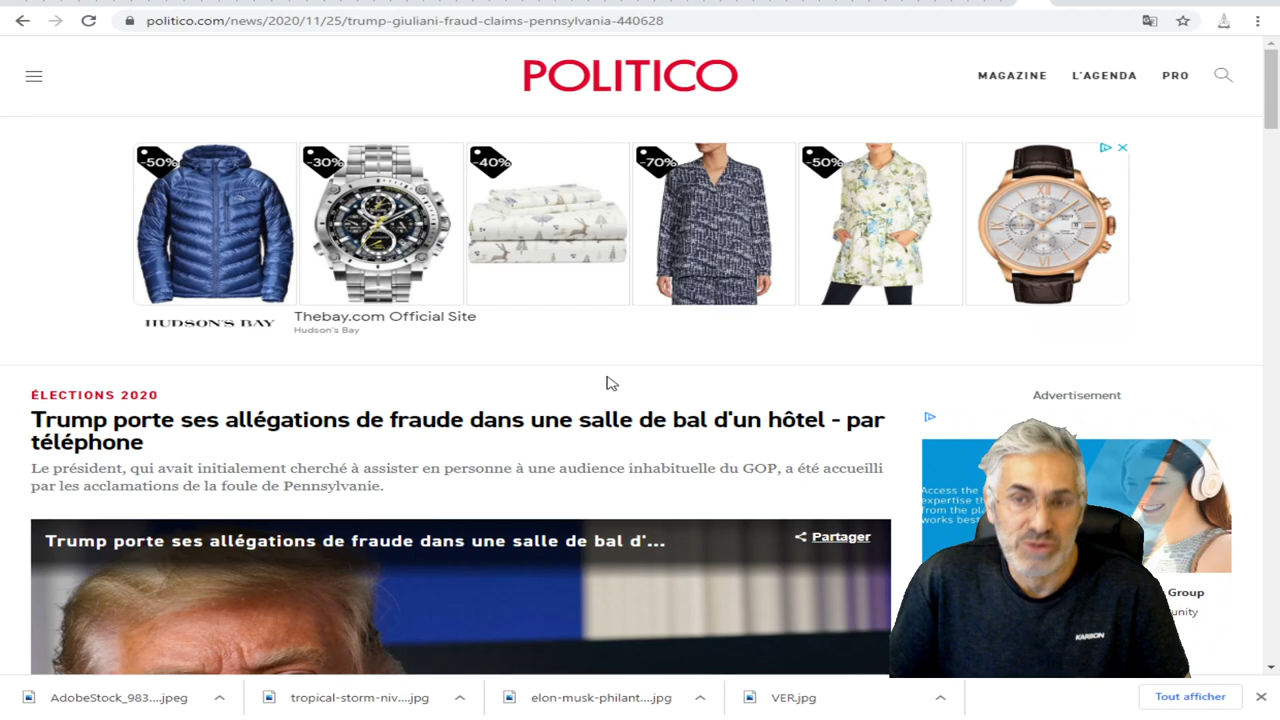 politico.com/news/2020/11/25/trump-giuliani-fraud-claims-pennsylvania-440628
POLITICO
MAGAZINE L'AGENDA PRO
-50% -30% -40% -70% -50%
HUDSON'S BAY
Thebay.com Official Site
Hudson's Bay
ÉLECTIONS 2020
Trump porte ses allégations de fraude dans une salle de bal d'un hôtel - par
téléphone
Le président, qui avait initialement cherché à assister en personne à une audience inhabituelle du GOP, a été accueilli
par les acclamations de la foule de Pennsylvanie.
Trump porte ses allégations de fraude dans une salle de bal d'...
Partager
Advertisement
Access the
expertise
from the
works
Group
KARBON
AdobeStock_983....jpeg
tropical-storm-niv....jpg
elon-musk-philant....jpg
VER.jpg
Tout afficher